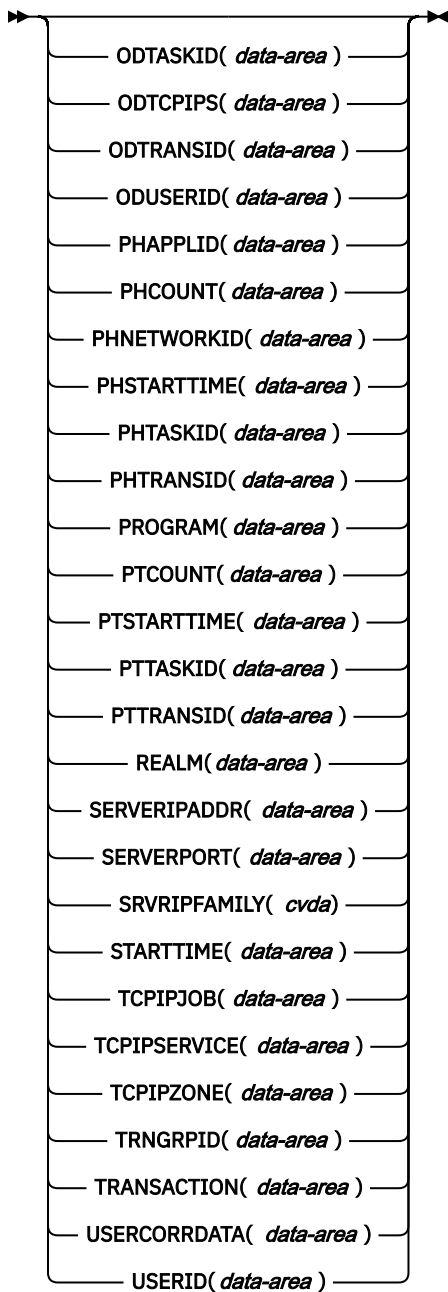 ODTASKID( data-area )
ODTCPIPS( data-area )
ODTRANSID( data-area )
ODUSERID( data-area )
PHAPPLID( data-area )
PHCOUNT( data-area )
PHNETWORKID( data-area )
PHSTARTTIME( data-area )
PHTASKID( data-area )
PHTRANSID( data-area )
PROGRAM( data-area )
PTCOUNT( data-area )
PTSTARTTIME( data-area )
PTTASKID( data-area )
PTTRANSID( data-area )
REALM( data-area )
SERVERIPADDR( data-area )
SERVERPORT( data-area )
SRVRIPFAMILY( cvda)
STARTTIME( data-area )
TCPIPJOB( data-area )
TCPIPSERVICE( data-area )
TCPIPZONE( data-area )
TRNGRPID( data-area )
TRANSACTION( data-area )
USERCORRDATA( data-area )
USERID( data-area )